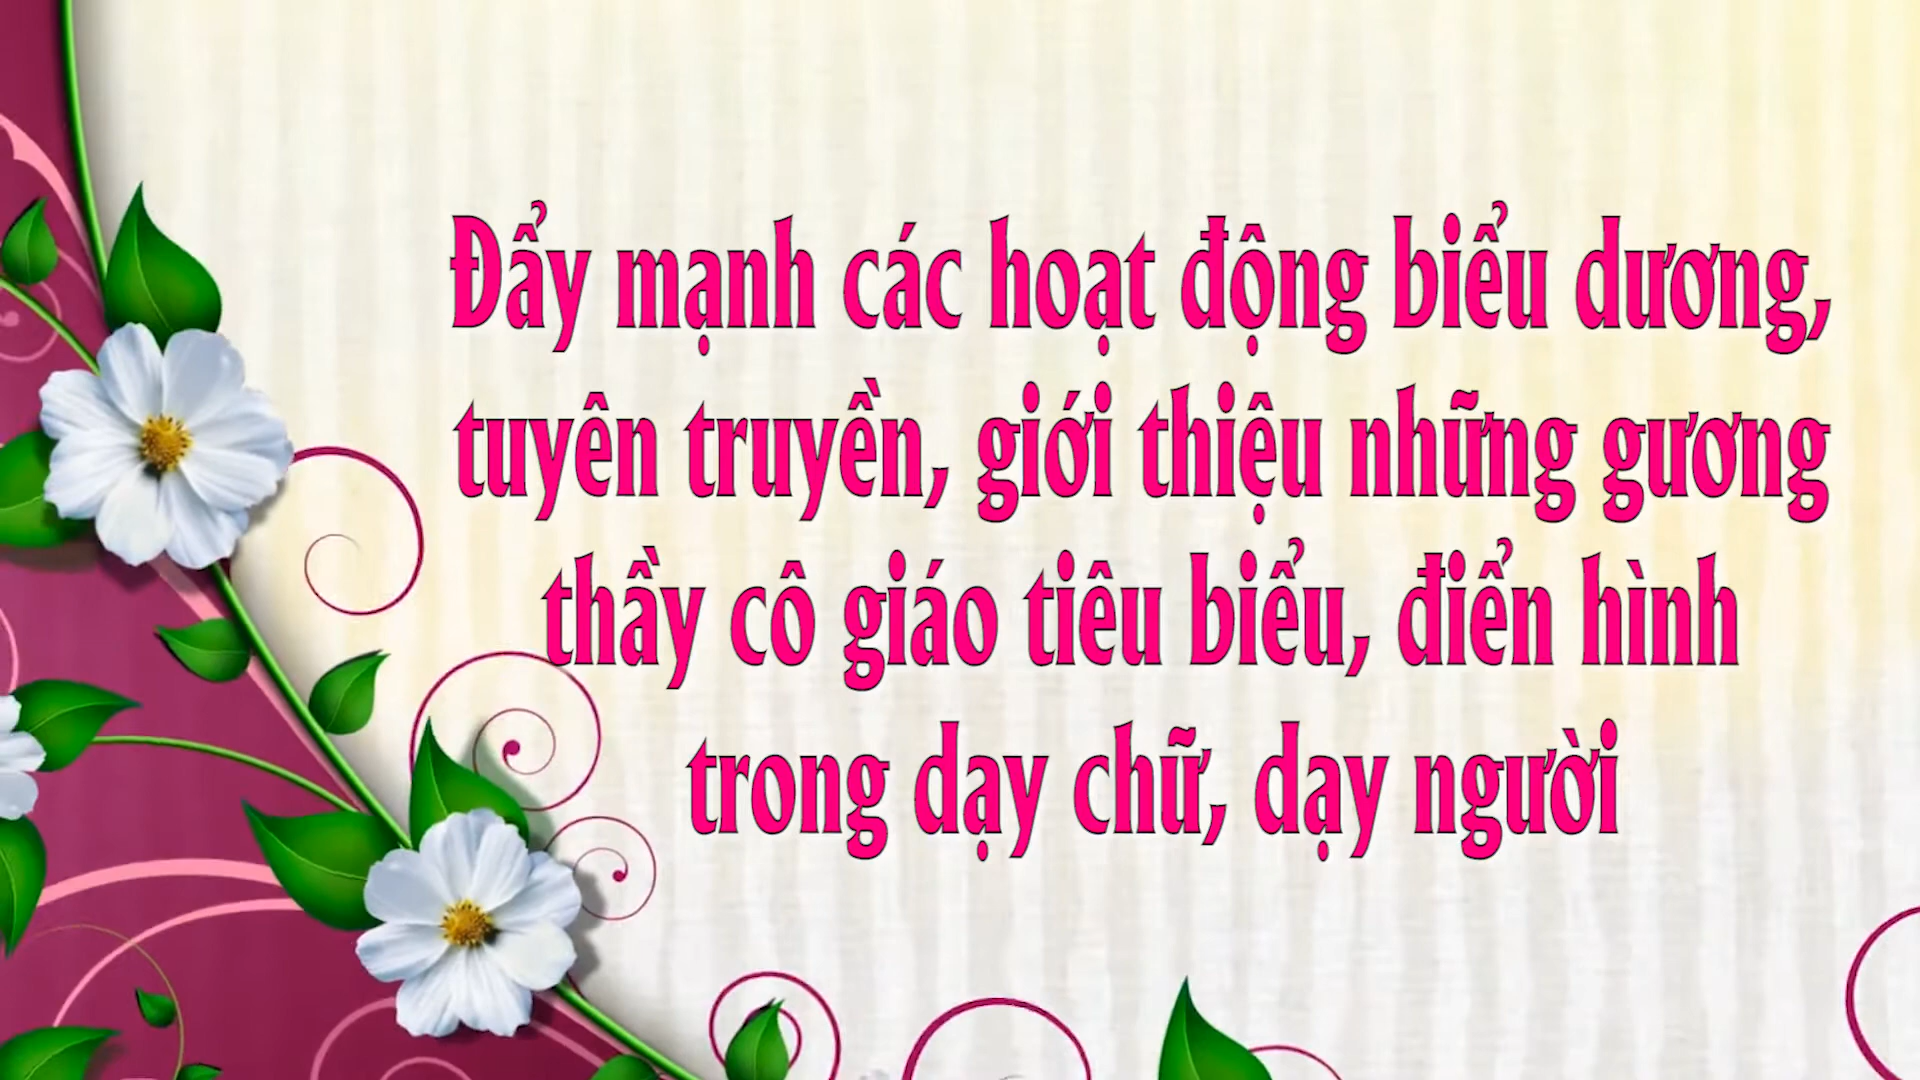 Đẩy mạnh các hoạt động biểu dương,
tuyên truyền, giới thiệu những gương
thầy cô giáo tiêu biểu, điển hình
trong dạy chữ, dạy người